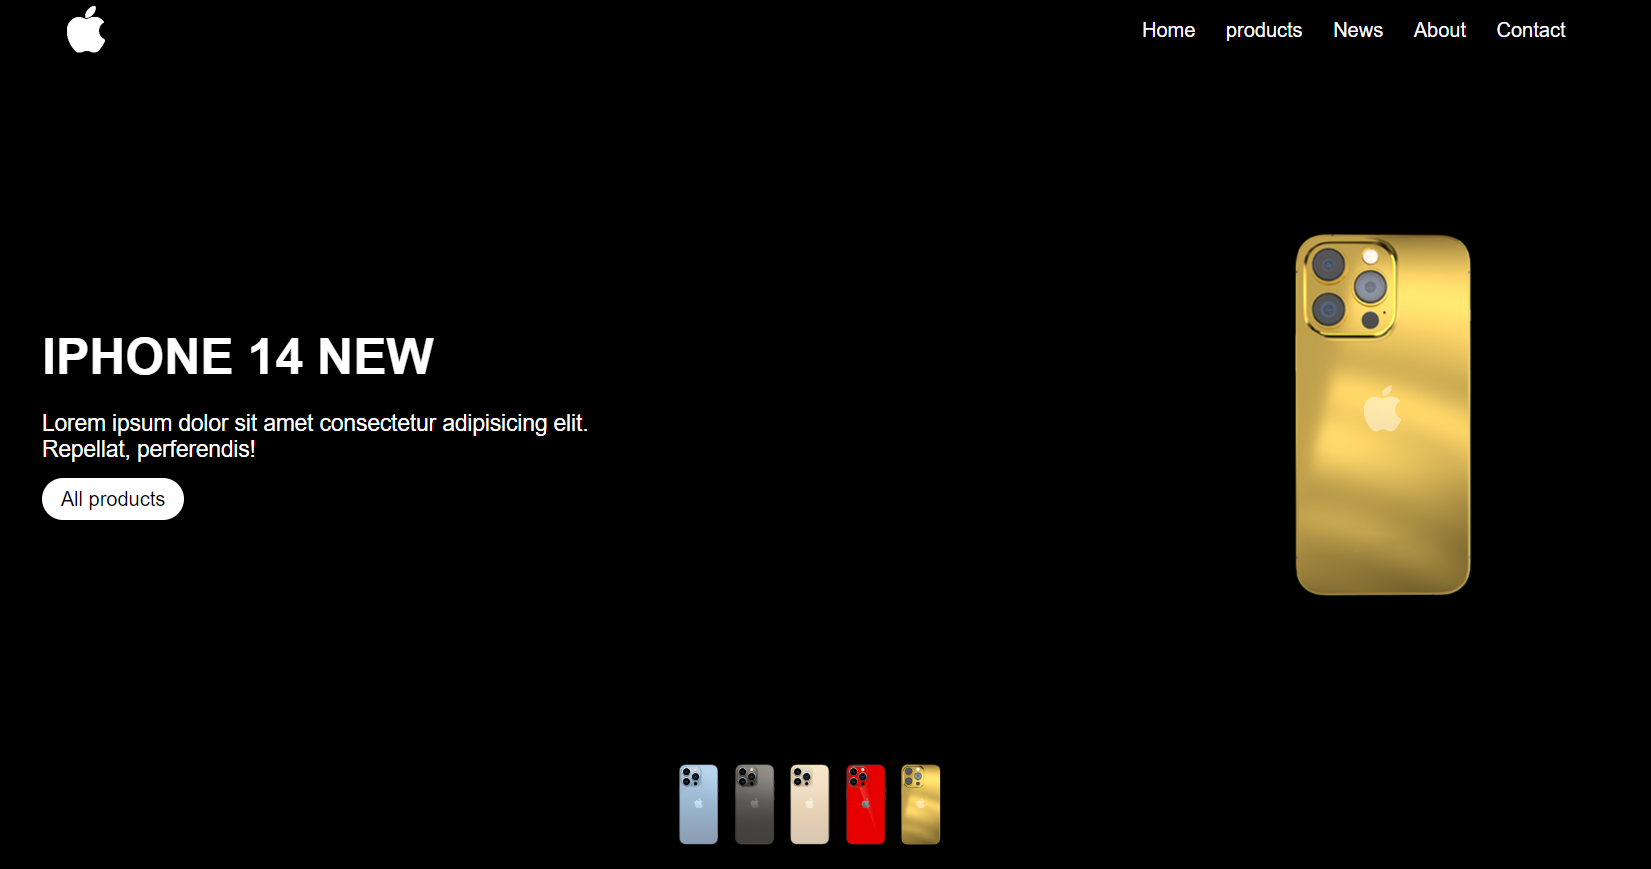 Home products News About Contact
IPHONE 14 NEW
Lorem ipsum dolor sit amet consectetur adipisicing elit.
Repellat, perferendis!
All products